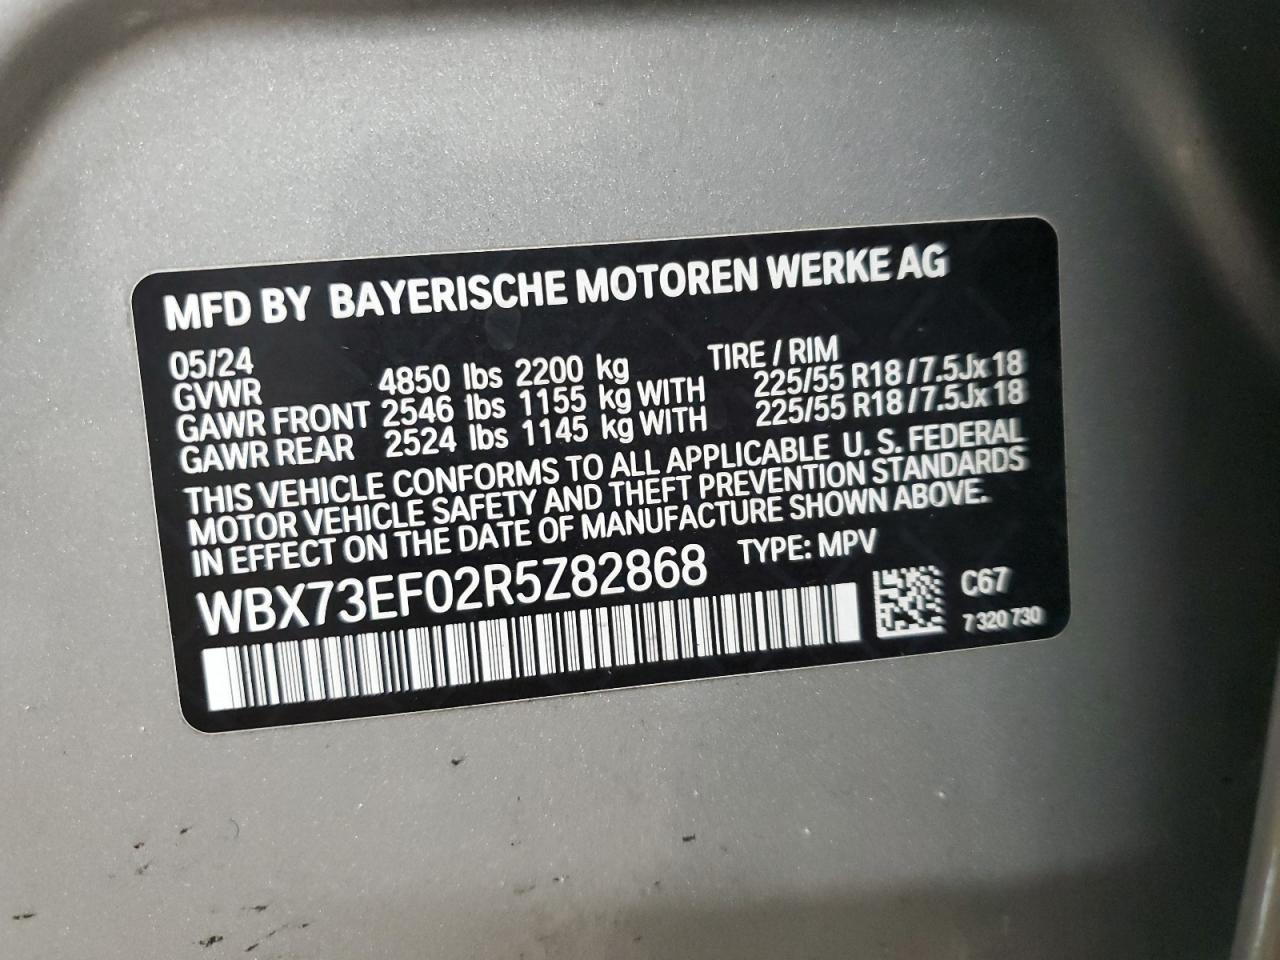 MFD BY BAYERISCHE MOTOREN WERKE AG
05/24 TIRE / RIM
GVWR 4850 lbs 2200 kg
GAWR FRONT 2546 lbs 1155 kg WITH 225/55 R18 / 7.5Jx18
GAWR REAR 2524 lbs 1145 kg WITH 225/55 R18 / 7.5Jx18
THIS VEHICLE CONFORMS TO ALL APPLICABLE U. S. FEDERAL
MOTOR VEHICLE SAFETY AND THEFT PREVENTION STANDARDS
IN EFFECT ON THE DATE OF MANUFACTURE SHOWN ABOVE.
WBX73EF02R5Z82868 TYPE: MPV
C67
7 320 730